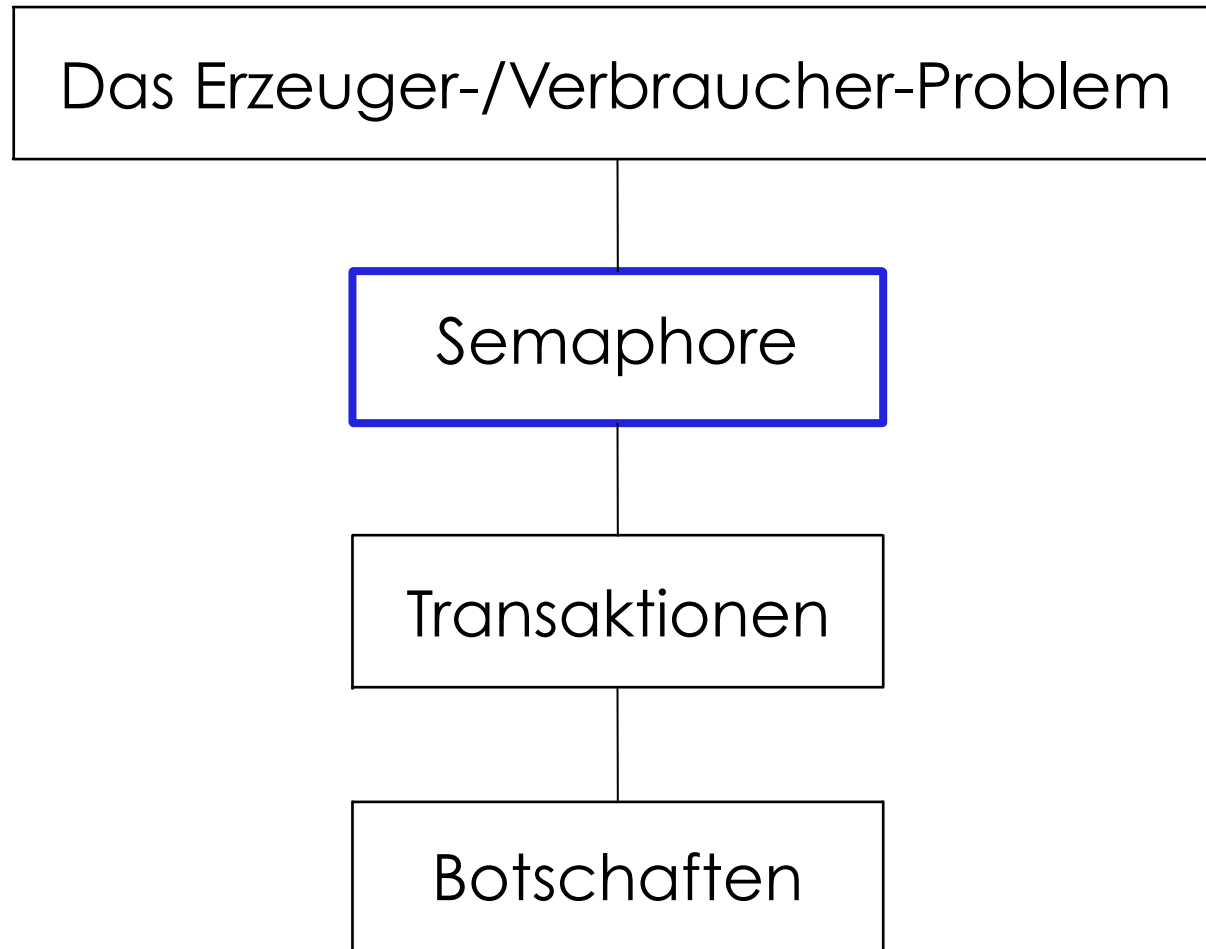 Das Erzeuger-/Verbraucher-Problem
Semaphore
Transaktionen
Botschaften